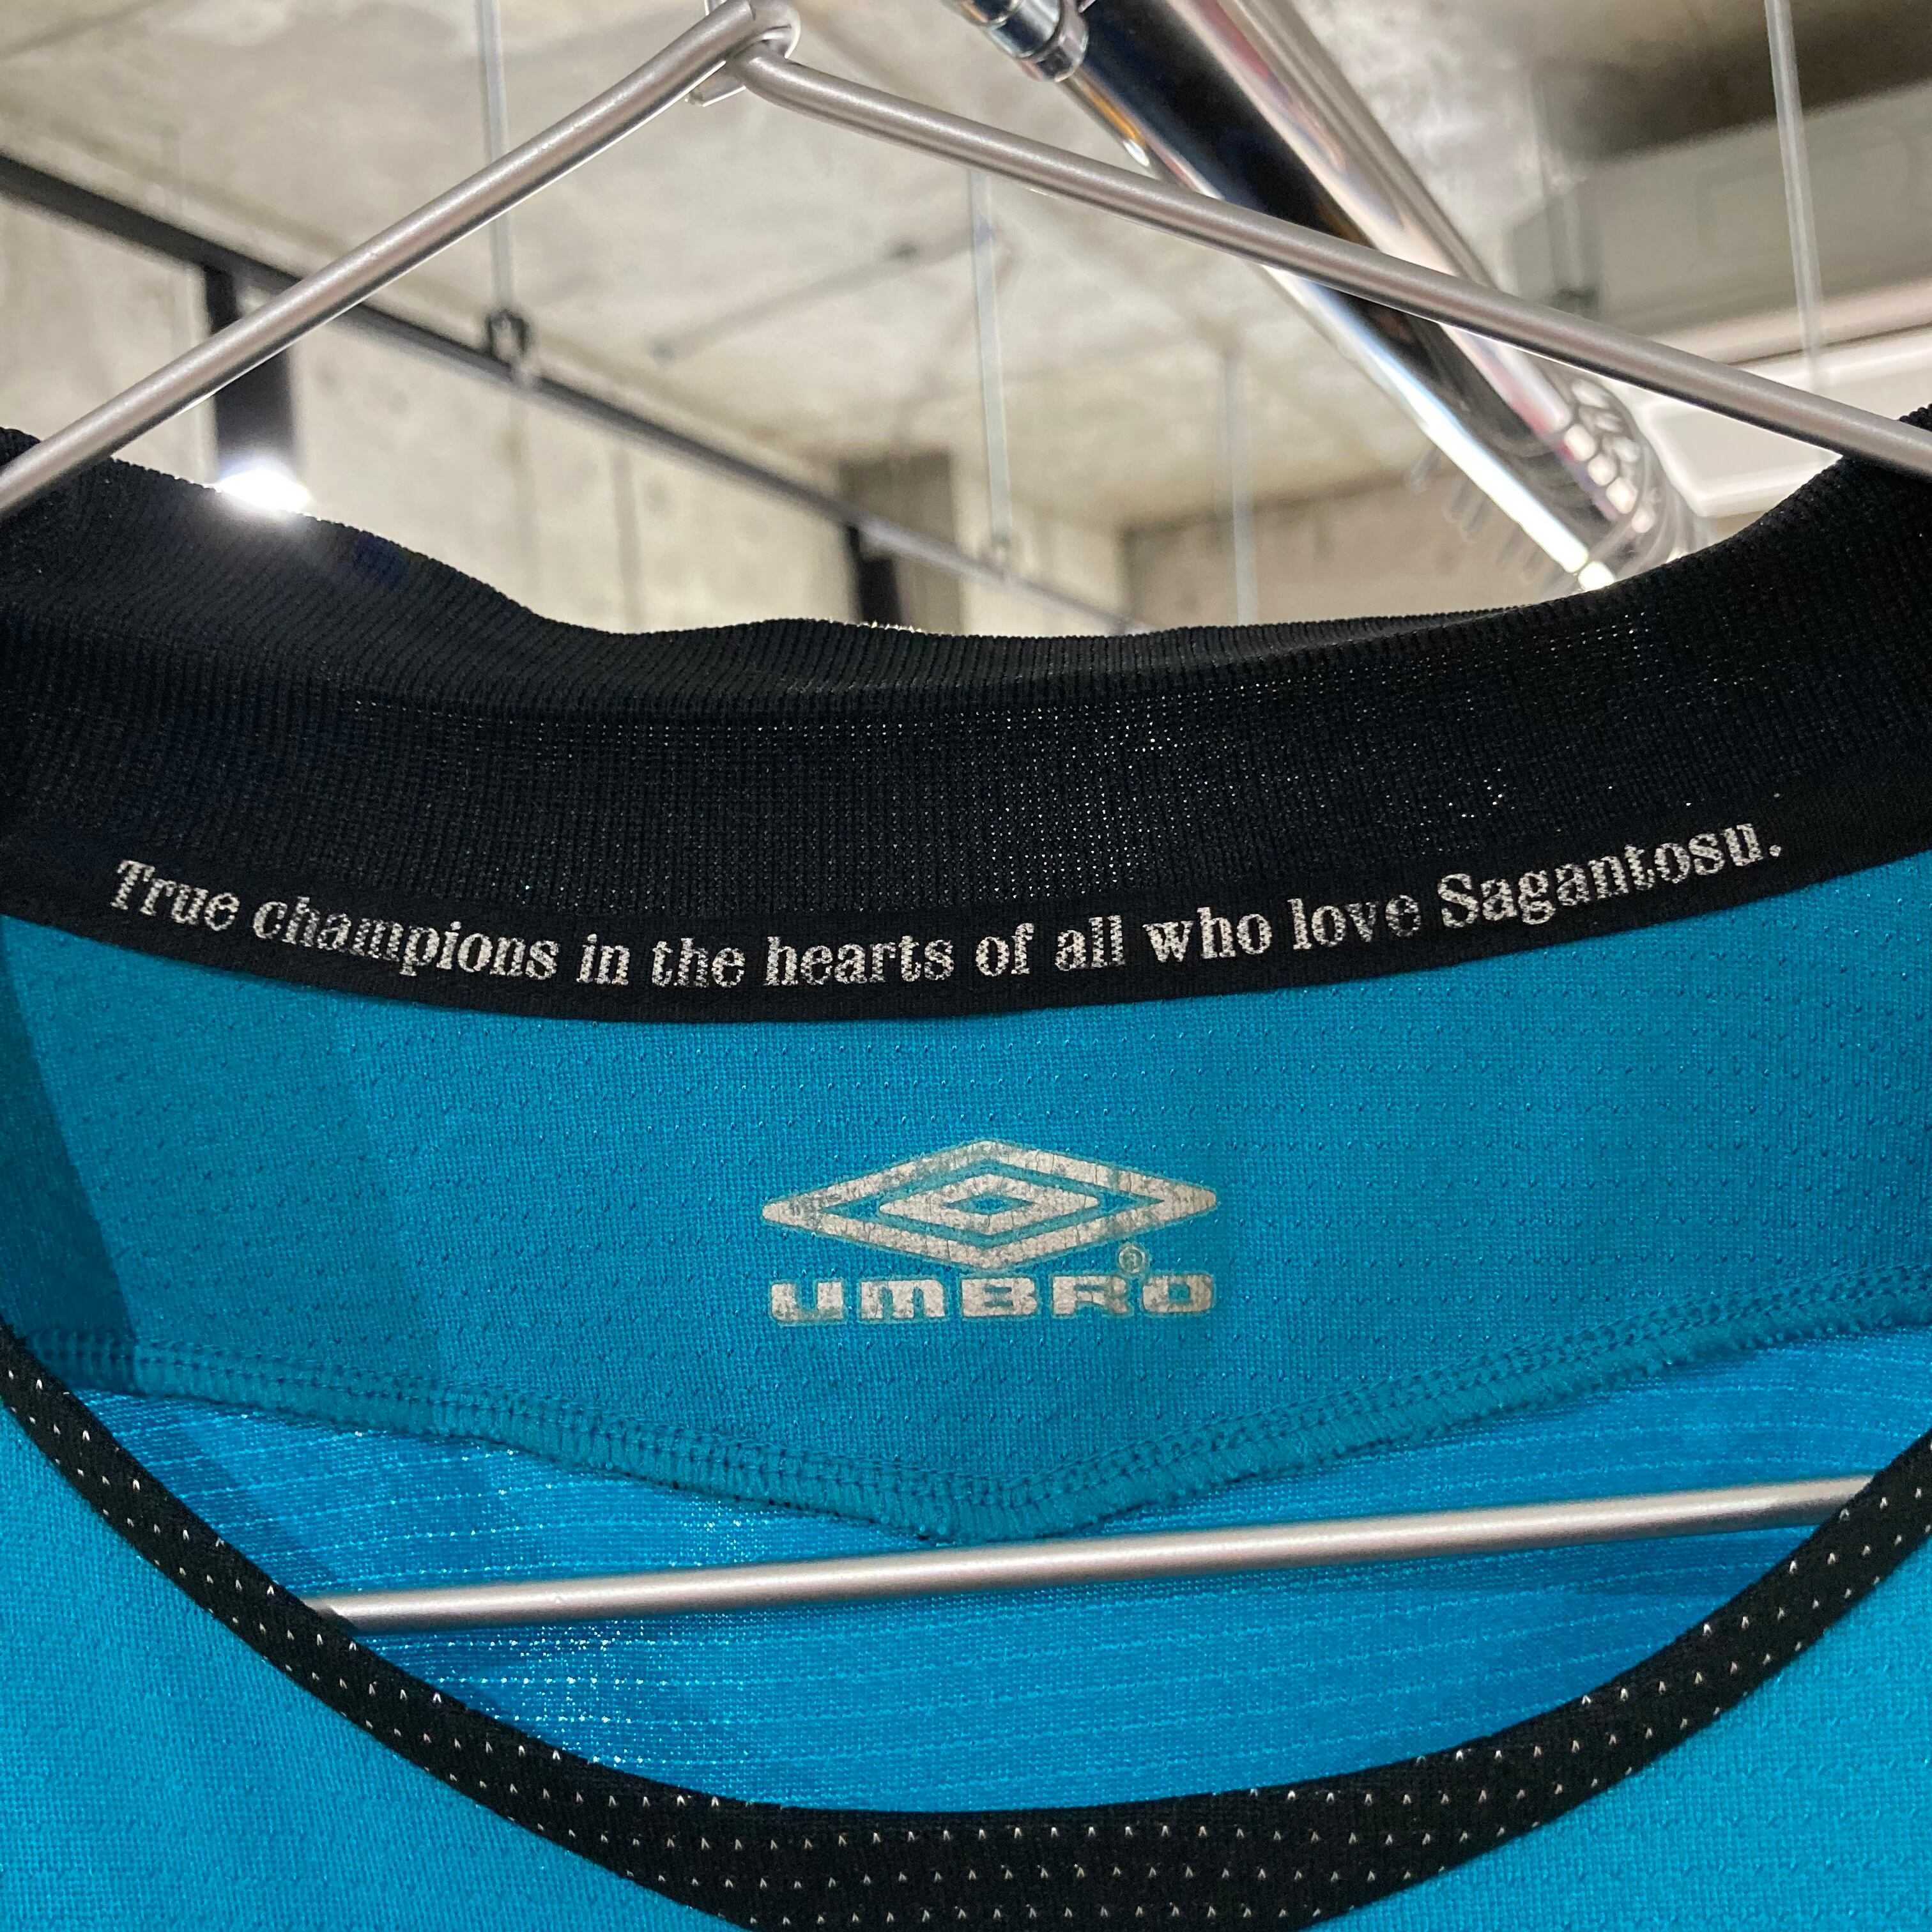 True champions in the hearts of all who love Sagantosu.
UMBRO®